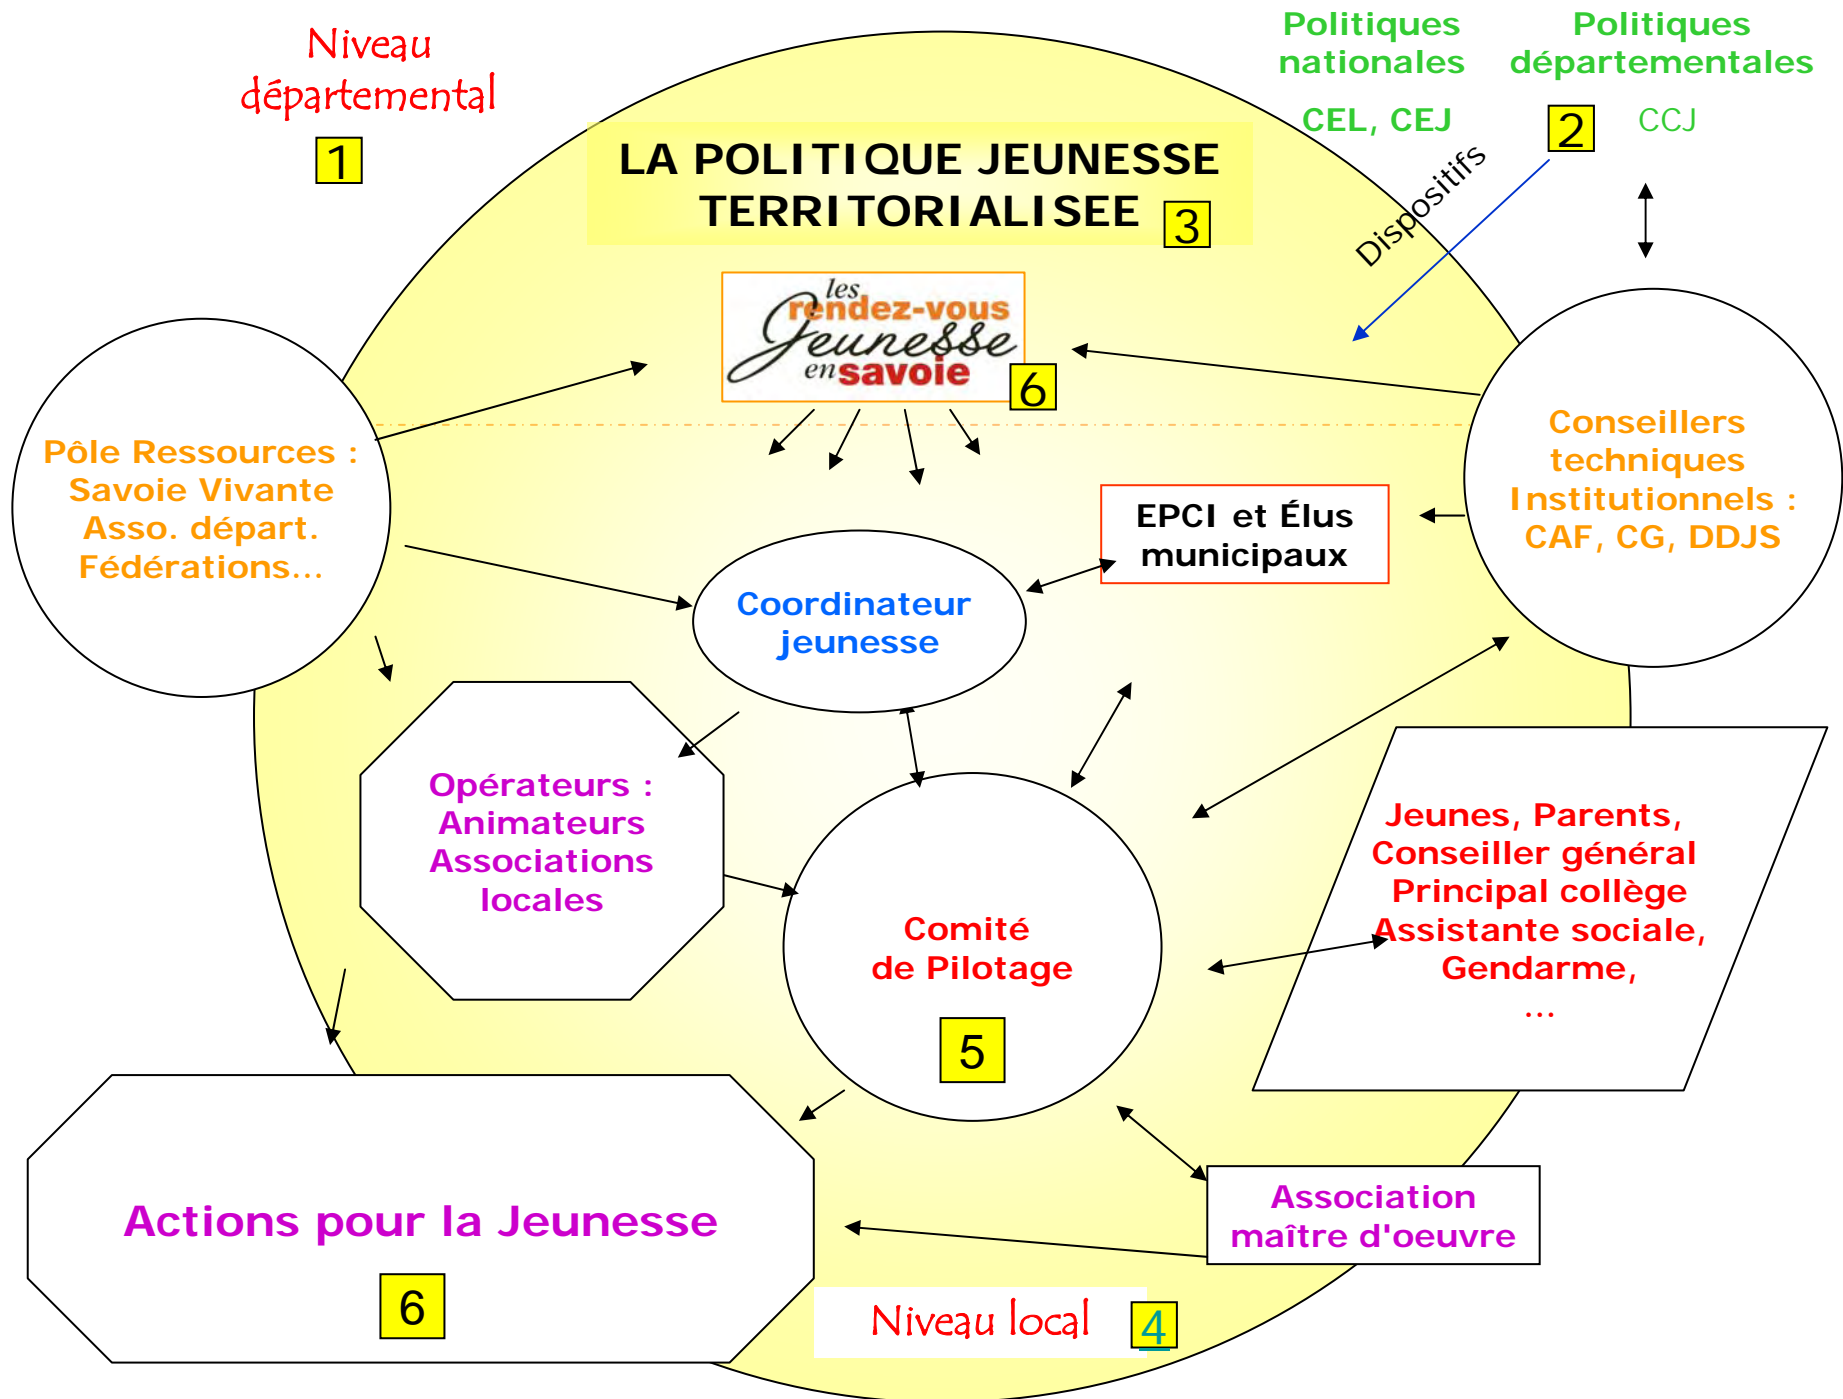 Niveau
départemental
1
Politiques
nationales
CEL, CEJ
Politiques
départementales
2
CCJ
Dispositifs
LA POLITIQUE JEUNESSE
TERRITORIALISEE
3
les
rendez-vous
Jeunesse
en savoie
6
Pôle Ressources :
Savoie Vivante
Asso. départ.
Fédérations...
Conseillers
techniques
Institutionnels :
CAF, CG, DDJS
EPCI et Élus
municipaux
Coordinateur
jeunesse
Opérateurs :
Animateurs
Associations
locales
Comité
de Pilotage
5
Jeunes, Parents,
Conseiller général
Principal collège
Assistante sociale,
Gendarme,
...
Actions pour la Jeunesse
6
Association
maître d'oeuvre
Niveau local
4